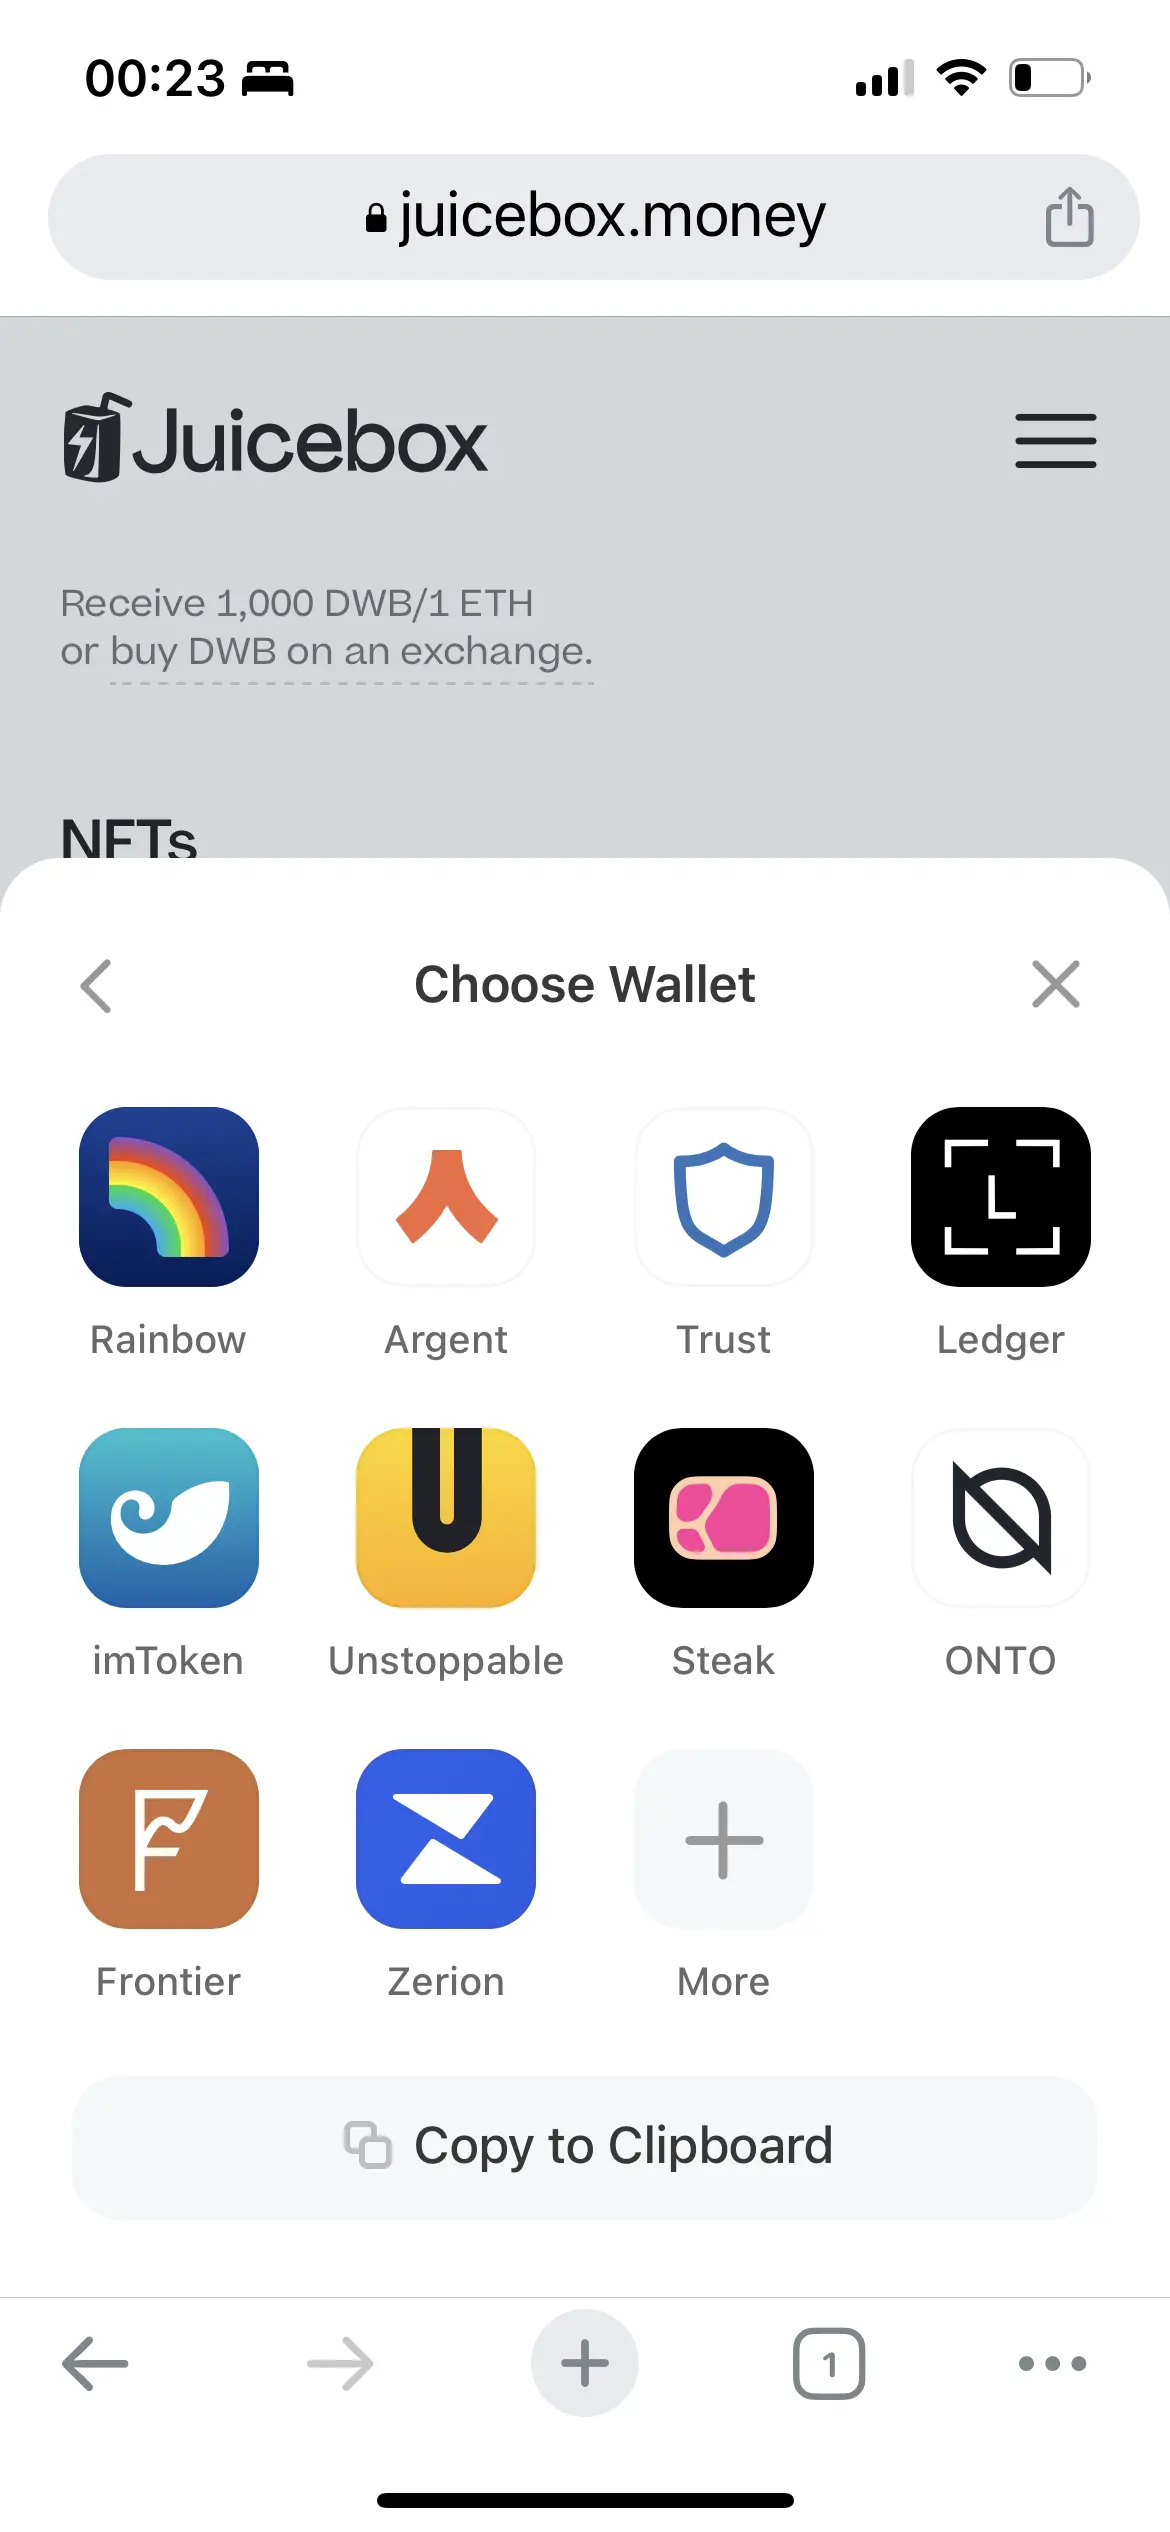 00:23
juicebox.money
Juicebox
Receive 1,000 DWB/1 ETH
or buy DWB on an exchange.
NFTs
Choose Wallet
Rainbow
Argent
Trust
Ledger
imToken
Unstoppable
Steak
ONTO
Frontier
Zerion
More
Copy to Clipboard
1